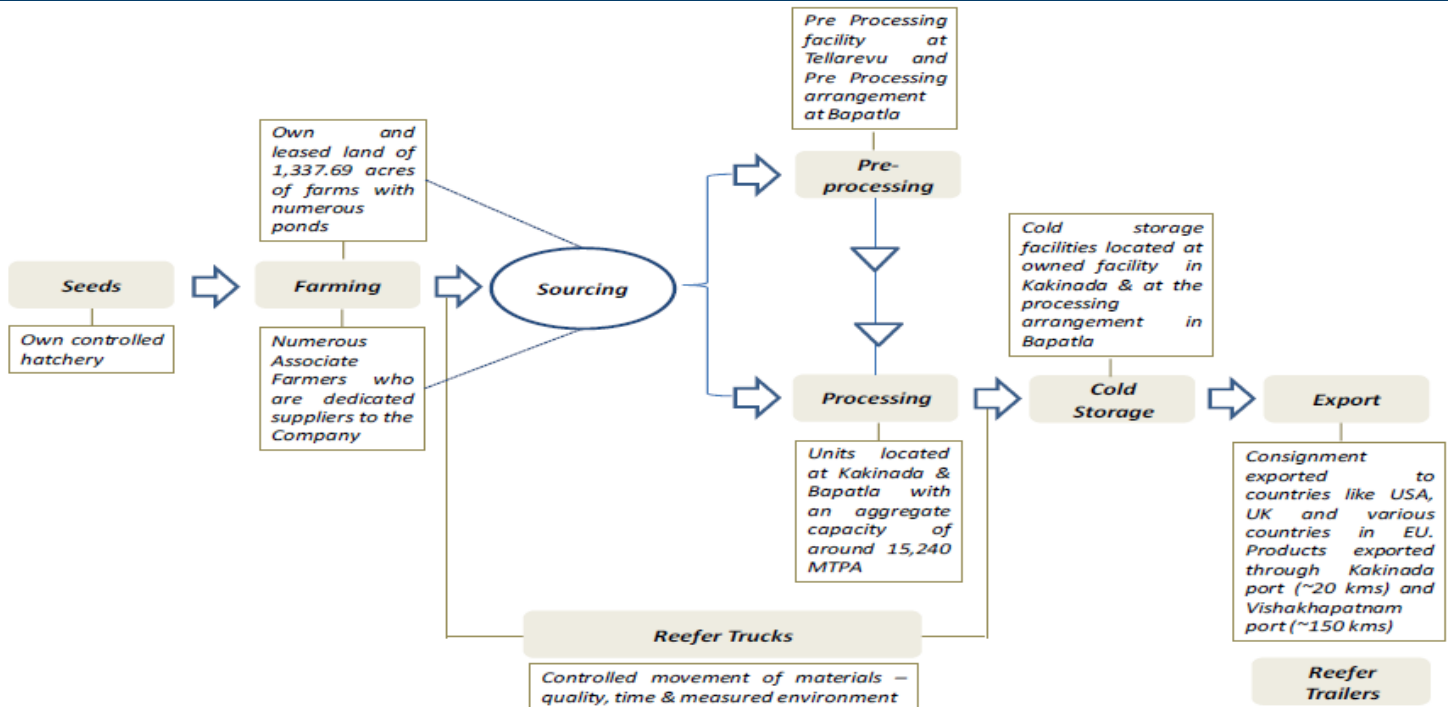 Pre Processing
facility at
Tellarevu and
Pre Processing
arrangement
at Bapatla
Own and
leased land of
1,337.69 acres
of farms with
numerous
ponds
Pre-
processing
Cold storage
facilities located at
owned facility in
Kakinada & at the
processing
arrangement in
Bapatla
Seeds
Farming
Sourcing
Own controlled
hatchery
Numerous
Associate
Farmers who
are dedicated
suppliers to the
Company
Processing
Cold
Storage
Export
Units located
at Kakinada &
Bapatla with
an aggregate
capacity of
around 15,240
MTPA
Consignment
exported to
countries like USA,
UK and various
countries in EU.
Products exported
through Kakinada
port (~20 kms) and
Vishakhapatnam
port (~150 kms)
Reefer Trucks
Controlled movement of materials –
quality, time & measured environment
Reefer
Trailers